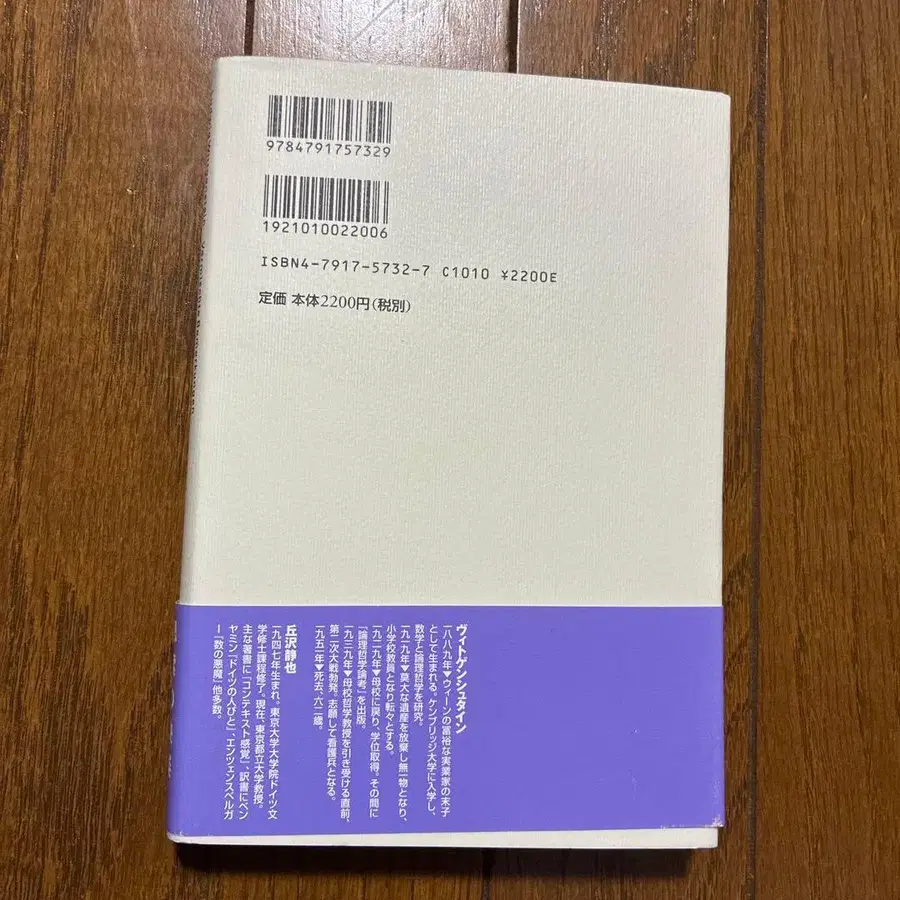 9784791757329
1921010022006
ISBN4-7917-5732-7 C1010 ¥2200E
定価 本体2200円(税別)
ヴィトゲンシュタイン
一八八九年▼ウィーンの富裕な実業家の末子
として生まれる。ケンブリッジ大学に入学し、
数学と論理哲学を研究。
一九一九年▼莫大な遺産を放棄し無一物となり、
小学校教員となり転々とする。
一九二九年▼母校に戻り、学位取得。その間に
『論理哲学論考』を出版。
一九三九年▼母校哲学教授を引き受ける直前、
第二次大戦勃発。志願して看護兵となる。
一九五一年▼死去、六二歳。
丘沢静也
一九四七年生まれ。東京大学大学院ドイツ文
学修士課程修了。現在、東京都立大学教授。
主な著書に『コンテキスト感覚』、訳書にベン
ヤミン『ドイツの人びと』、エンツェンスベルガ
ー『数の悪魔』他多数。